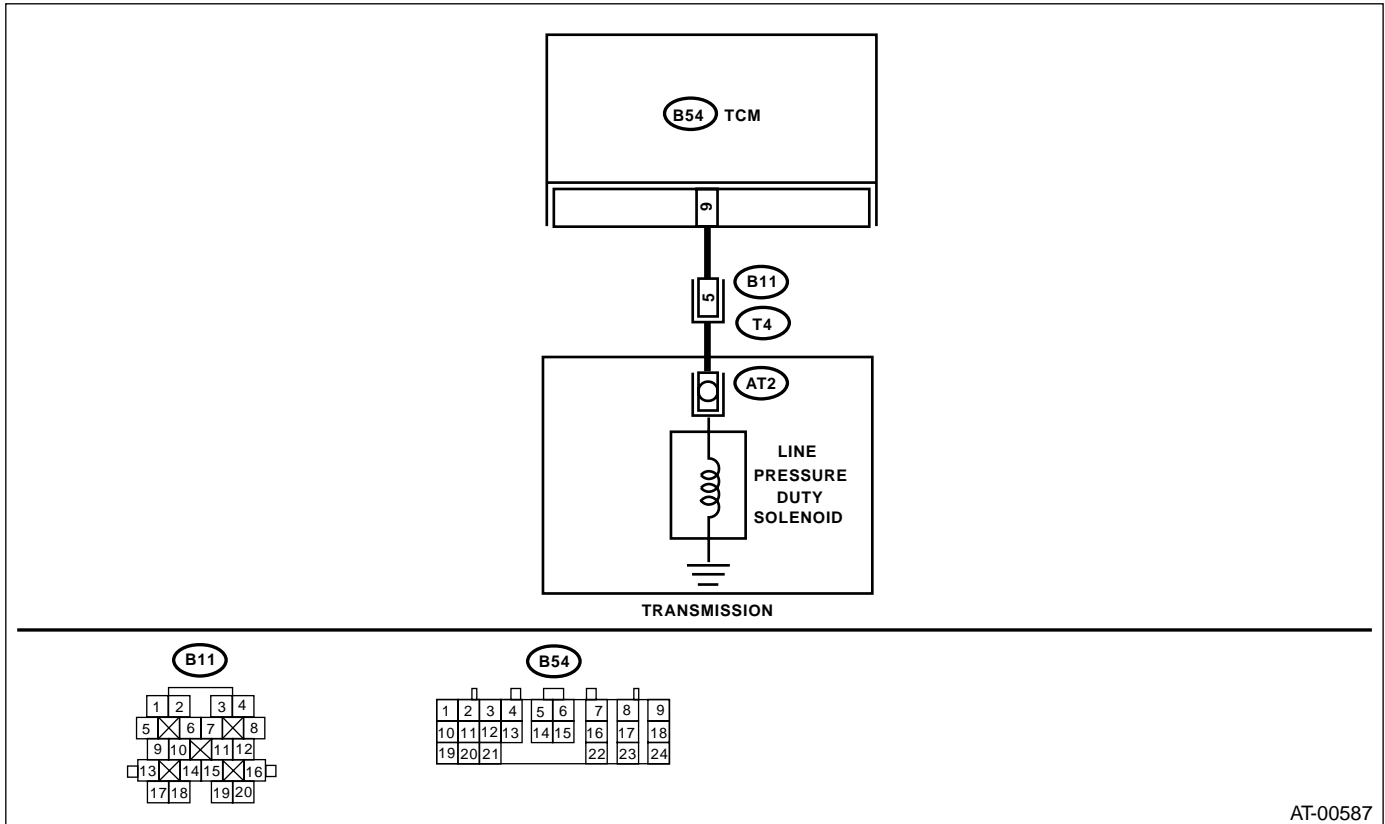 B54 TCM
9
B11
5
T4
AT2
LINE
PRESSURE
DUTY
SOLENOID
TRANSMISSION
B11
B54
1 2 3 4
5 6 7 8
9 10 11 12
13 14 15 16
17 18 19 20
1 2 3 4 5 6 7 8 9
10 11 12 13 14 15 16 17 18
19 20 21 22 23 24
AT-00587